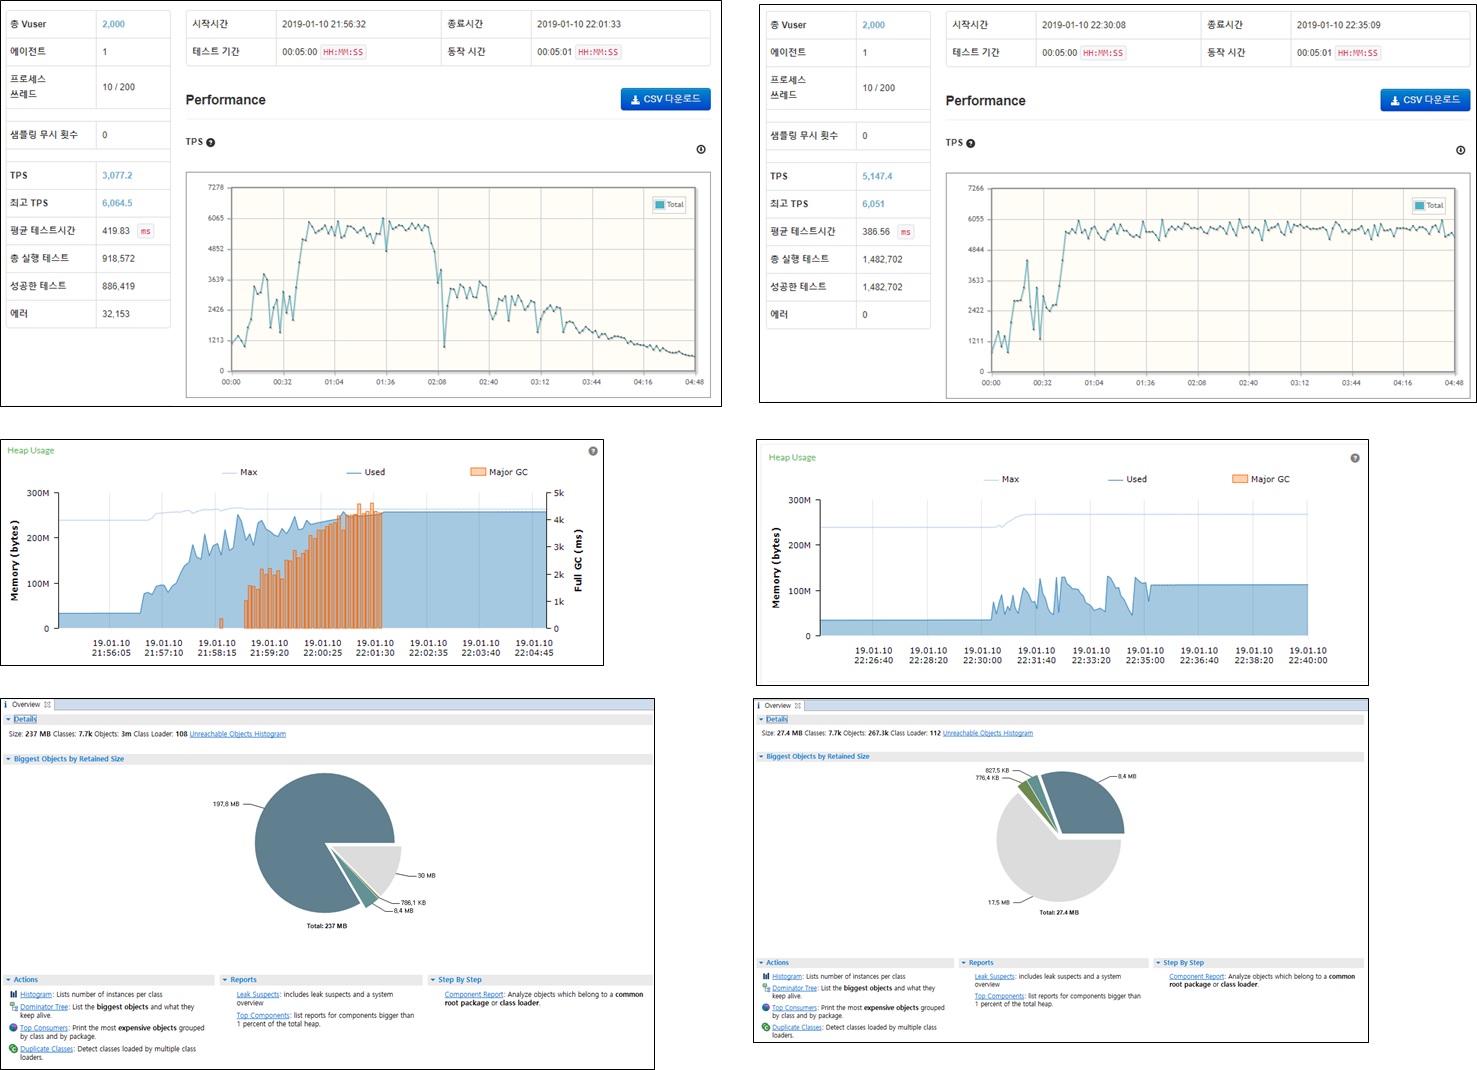 총 Vuser 2,000
에이전트 1
프로세스
쓰레드 10 / 200
샘플링 무시 횟수 0
TPS 3,077.2
최고 TPS 6,064.5
평균 테스트시간 419.83 ms
총 실행 테스트 918,572
성공한 테스트 886,419
에러 32,153
시작시간 2019-01-10 21:56:32 종료시간 2019-01-10 22:01:33
테스트 기간 00:05:00 HH:MM:SS 동작 시간 00:05:01 HH:MM:SS
Performance CSV 다운로드
TPS
Total
7278
6065
4852
3639
2426
1213
0
00:00 00:32 01:04 01:36 02:08 02:40 03:12 03:44 04:16 04:48
총 Vuser 2,000
에이전트 1
프로세스
쓰레드 10 / 200
샘플링 무시 횟수 0
TPS 5,147.4
최고 TPS 6,051
평균 테스트시간 386.56 ms
총 실행 테스트 1,482,702
성공한 테스트 1,482,702
에러 0
시작시간 2019-01-10 22:30:08 종료시간 2019-01-10 22:35:09
테스트 기간 00:05:00 HH:MM:SS 동작 시간 00:05:01 HH:MM:SS
Performance CSV 다운로드
TPS
Total
7266
6055
4844
3633
2422
1211
0
00:00 00:32 01:04 01:36 02:08 02:40 03:12 03:44 04:16 04:48
Heap Usage
Max Used Major GC
Memory (bytes)
300M
200M
100M
0
5k
4k
3k
2k
1k
0
Full GC (ms)
19.01.10 19.01.10 19.01.10 19.01.10 19.01.10 19.01.10 19.01.10 19.01.10 19.01.10
21:56:05 21:57:10 21:58:15 21:59:20 22:00:25 22:01:30 22:02:35 22:03:40 22:04:45
Heap Usage
Max Used Major GC
Memory (bytes)
300M
200M
100M
0
19.01.10 19.01.10 19.01.10 19.01.10 19.01.10 19.01.10 19.01.10 19.01.10 19.01.10
22:26:40 22:28:20 22:30:00 22:31:40 22:33:20 22:35:00 22:36:40 22:38:20 22:40:00
i Overview
Details
Size: 237 MB Classes: 7.7k Objects: 3m Class Loader: 108 Unreachable Objects Histogram
Biggest Objects by Retained Size
197,8 MB
30 MB
786,1 KB
8,4 MB
Total: 237 MB
Actions
Histogram: Lists number of instances per class
Dominator Tree: List the biggest objects and what they
keep alive.
Top Consumers: Print the most expensive objects grouped
by class and by package.
Duplicate Classes: Detect classes loaded by multiple class
loaders.
Reports
Leak Suspects: includes leak suspects and a system
overview
Top Components: list reports for components bigger than
1 percent of the total heap.
Step By Step
Component Report: Analyze objects which belong to a common
root package or class loader.
i Overview
Details
Size: 27.4 MB Classes: 7.7k Objects: 267.3k Class Loader: 112 Unreachable Objects Histogram
Biggest Objects by Retained Size
827,5 KB
776,4 KB
8,4 MB
17,5 MB
Total: 27.4 MB
Actions
Histogram: Lists number of instances per class
Dominator Tree: List the biggest objects and what they
keep alive.
Top Consumers: Print the most expensive objects grouped
by class and by package.
Duplicate Classes: Detect classes loaded by multiple class
loaders.
Reports
Leak Suspects: includes leak suspects and a system
overview
Top Components: list reports for components bigger than
1 percent of the total heap.
Step By Step
Component Report: Analyze objects which belong to a common
root package or class loader.